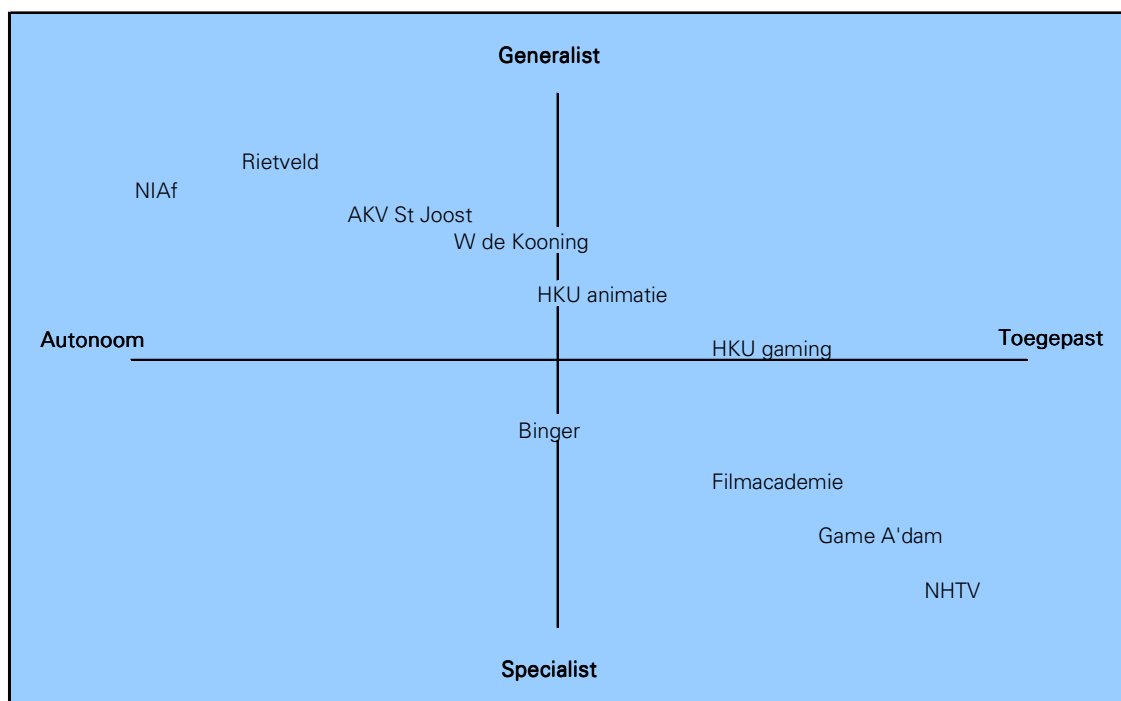 Generalist
Rietveld
NIAf
AKV St Joost
W de Kooning
HKU animatie
Autonoom
Toegepast
HKU gaming
Binger
Filmacademie
Game A'dam
NHTV
Specialist